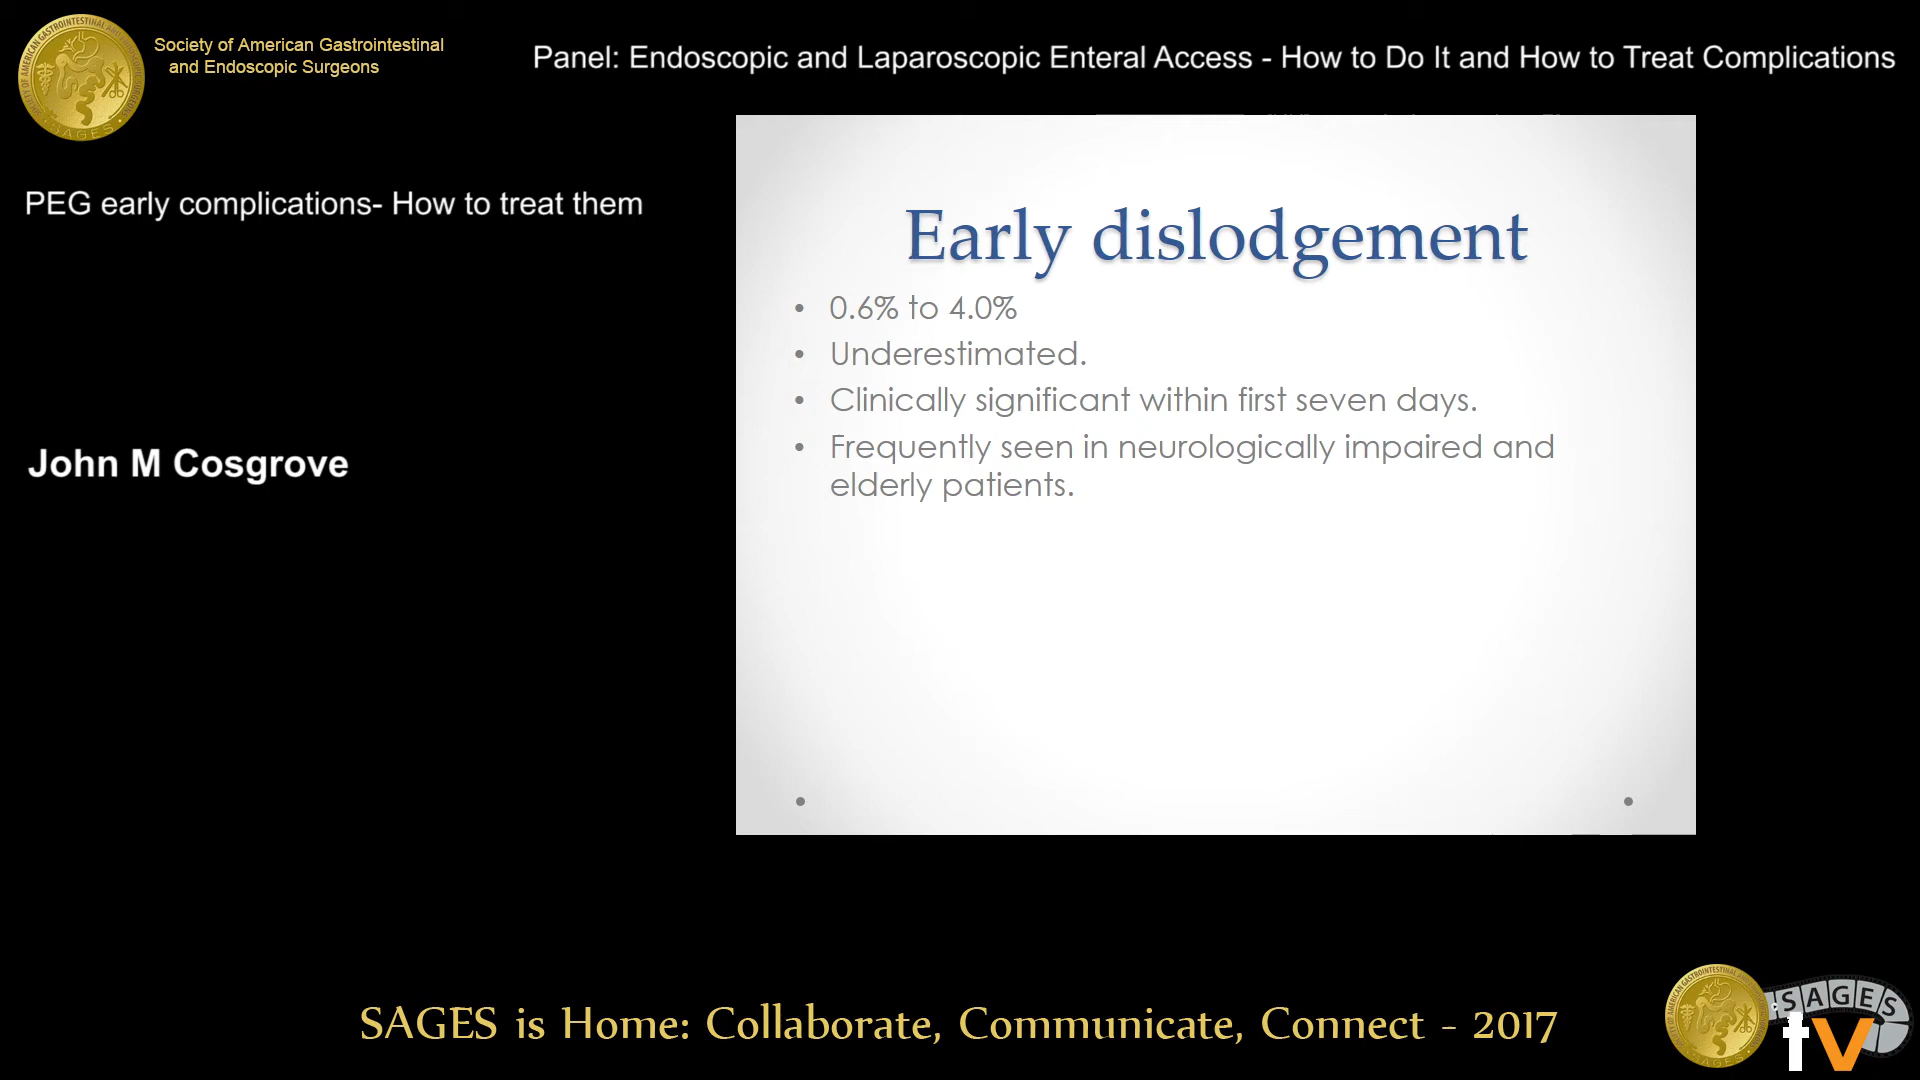 Society of American Gastrointestinal
and Endoscopic Surgeons
Panel: Endoscopic and Laparoscopic Enteral Access - How to Do It and How to Treat Complications
PEG early complications- How to treat them
John M Cosgrove
Early dislodgement
• 0.6% to 4.0%
• Underestimated.
• Clinically significant within first seven days.
• Frequently seen in neurologically impaired and
elderly patients.
SAGES is Home: Collaborate, Communicate, Connect - 2017
SAGES
tv
SAGES